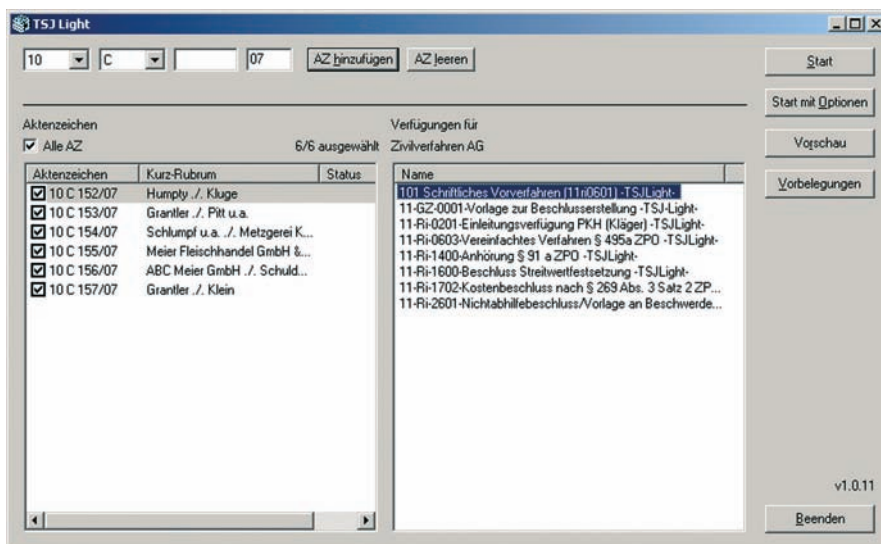 TSJ Light
10 C 07 AZ hinzufügen AZ leeren
Start
Start mit Optionen
Vorschau
Vorbelegungen
Aktenzeichen
Alle AZ 6/6 ausgewählt
Aktenzeichen Kurz-Rubrum Status
10 C 152/07 Humpty ./. Kluge
10 C 153/07 Grantler ./. Pitt u.a.
10 C 154/07 Schlumpf u.a. ./. Metzgerei K...
10 C 155/07 Meier Fleischhandel GmbH &...
10 C 156/07 ABC Meier GmbH ./. Schuld...
10 C 157/07 Grantler ./. Klein
Verfügungen für
Zivilverfahren AG
Name
101 Schriftliches Vorverfahren (11ri0601) -TSJLight-
11-GZ-0001-Vorlage zur Beschlusserstellung -TSJ-Light-
11-Ri-0201-Einleitungsverfügung PKH (Kläger) -TSJLight-
11-Ri-0603-Vereinfachtes Verfahren § 495a ZPO -TSJLight-
11-Ri-1400-Anhörung § 91 a ZPO -TSJLight-
11-Ri-1600-Beschluss Streitwertfestsetzung -TSJLight-
11-Ri-1702-Kostenbeschluss nach § 269 Abs. 3 Satz 2 ZP...
11-Ri-2601-Nichtabhilfebeschluss/Vorlage an Beschwerde...
v1.0.11
Beenden